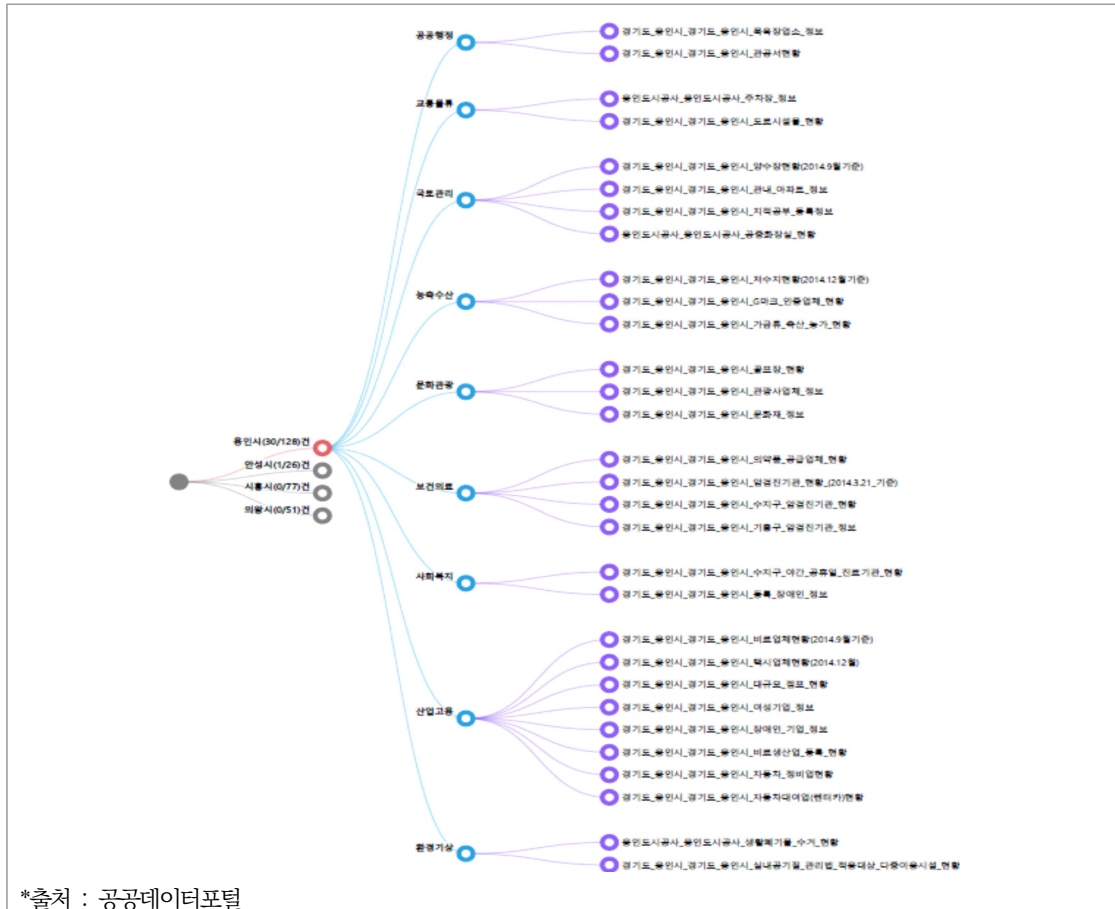 공공행정
경기도_용인시_경기도_용인시_목욕장업소_정보
경기도_용인시_경기도_용인시_관공서현황
교통물류
용인도시공사_용인도시공사_주차장_정보
경기도_용인시_경기도_용인시_도로시설물_현황
국토관리
경기도_용인시_경기도_용인시_양수장현황(2014.9월기준)
경기도_용인시_경기도_용인시_관내_아파트_정보
경기도_용인시_경기도_용인시_지적공부_등록정보
용인도시공사_용인도시공사_공중화장실_현황
농축수산
경기도_용인시_경기도_용인시_저수지현황(2014.12월기준)
경기도_용인시_경기도_용인시_G마크_인증업체_현황
경기도_용인시_경기도_용인시_가금류_축산_농가_현황
문화관광
경기도_용인시_경기도_용인시_골프장_현황
경기도_용인시_경기도_용인시_관광사업체_정보
경기도_용인시_경기도_용인시_문화재_정보
용인시(30/128)건
안성시(1/26)건
시흥시(0/77)건
의왕시(0/51)건
보건의료
경기도_용인시_경기도_용인시_의약품_공급업체_현황
경기도_용인시_경기도_용인시_암검진기관_현황_(2014.3.21_기준)
경기도_용인시_경기도_용인시_수지구_암검진기관_현황
경기도_용인시_경기도_용인시_기흥구_암검진기관_정보
사회복지
경기도_용인시_경기도_용인시_수지구_야간_공휴일_진료기관_현황
경기도_용인시_경기도_용인시_등록_장애인_정보
산업고용
경기도_용인시_경기도_용인시_비료업체현황(2014.9월기준)
경기도_용인시_경기도_용인시_택시업체현황(2014.12월)
경기도_용인시_경기도_용인시_대규모_점포_현황
경기도_용인시_경기도_용인시_여성기업_정보
경기도_용인시_경기도_용인시_장애인_기업_정보
경기도_용인시_경기도_용인시_비료생산업_등록_현황
경기도_용인시_경기도_용인시_자동차_정비업현황
경기도_용인시_경기도_용인시_자동차대여업(렌터카)현황
환경기상
용인도시공사_용인도시공사_생활폐기물_수거_현황
경기도_용인시_경기도_용인시_실내공기질_관리법_적용대상_다중이용시설_현황
*출처 : 공공데이터포털